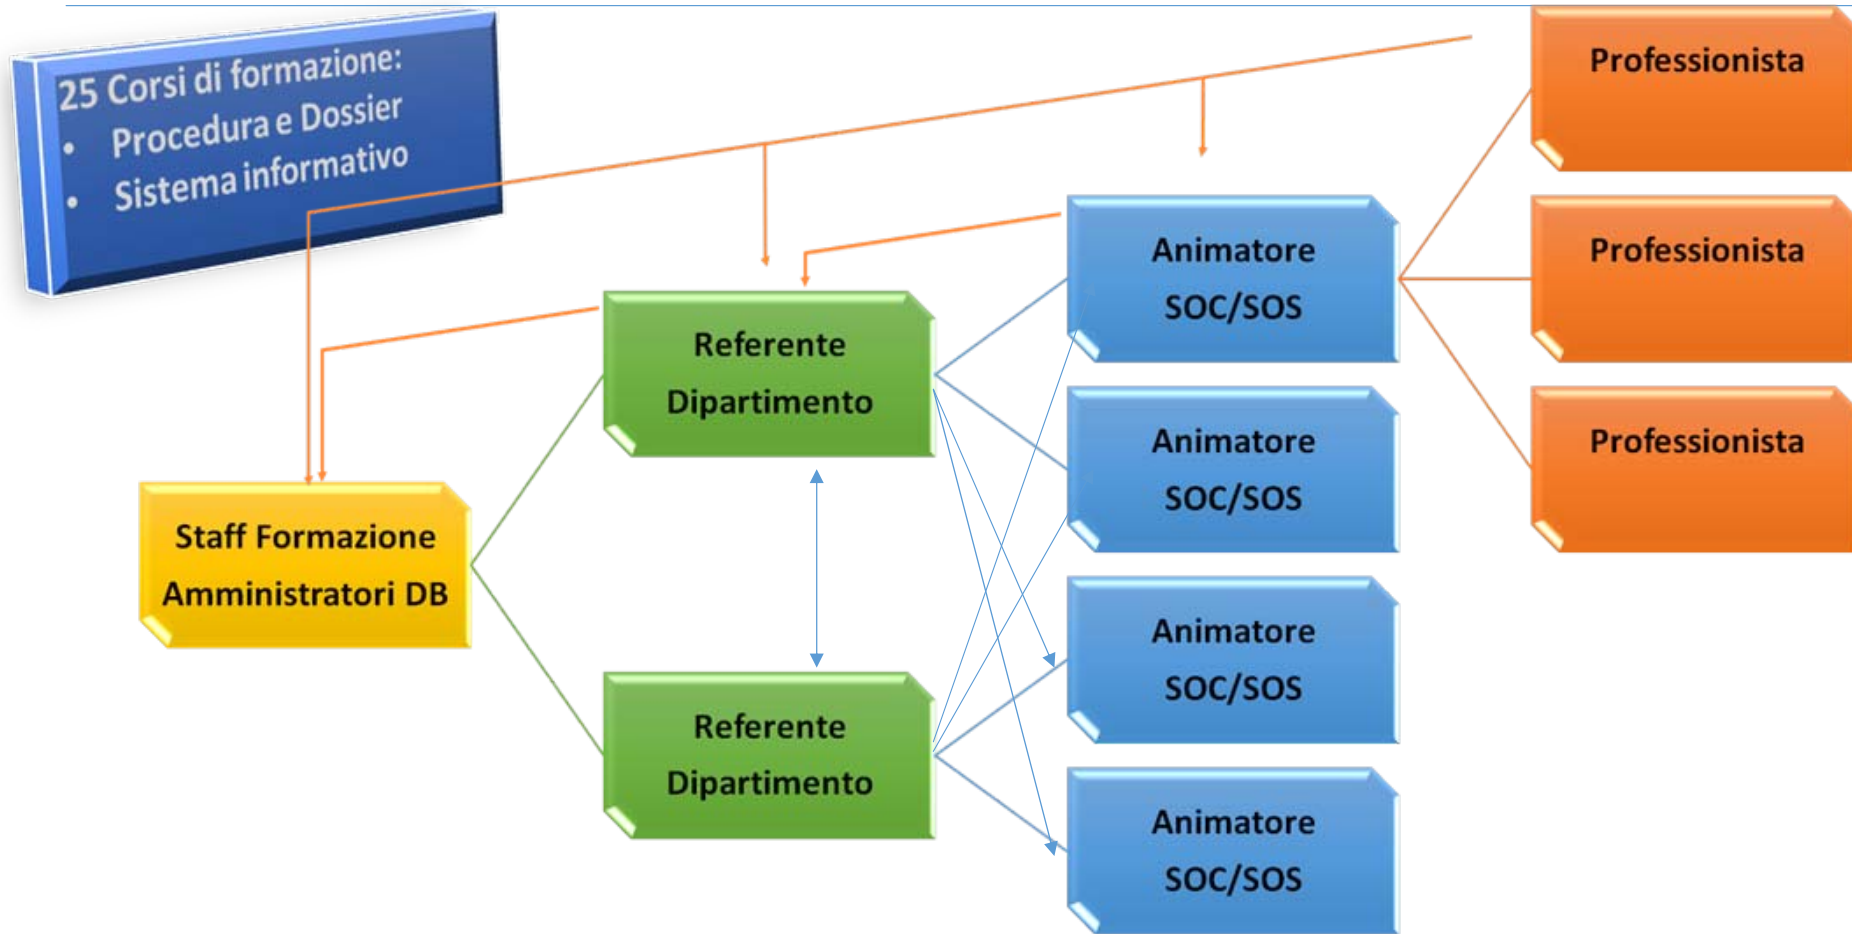 25 Corsi di formazione:
• Procedura e Dossier
• Sistema informativo
Staff Formazione
Amministratori DB
Referente
Dipartimento
Referente
Dipartimento
Animatore
SOC/SOS
Animatore
SOC/SOS
Animatore
SOC/SOS
Animatore
SOC/SOS
Professionista
Professionista
Professionista